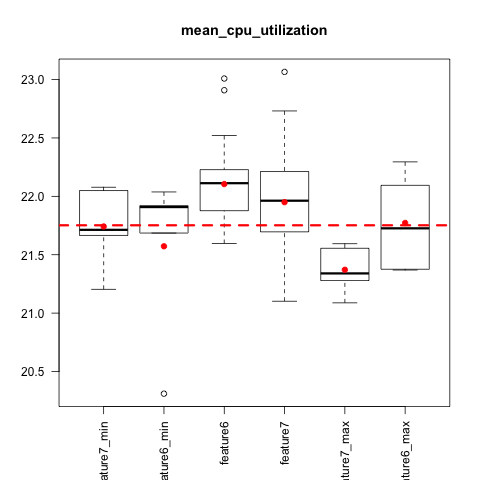 mean_cpu_utilization
23.0
22.5
22.0
21.5
21.0
20.5
ature7_min
ature6_min
feature6
feature7
ture7_max
ture6_max